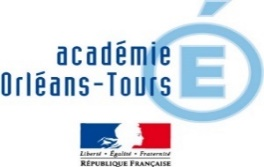 académie
Orléans-Tours
É
Liberté • Égalité • Fraternité
RÉPUBLIQUE FRANÇAISE